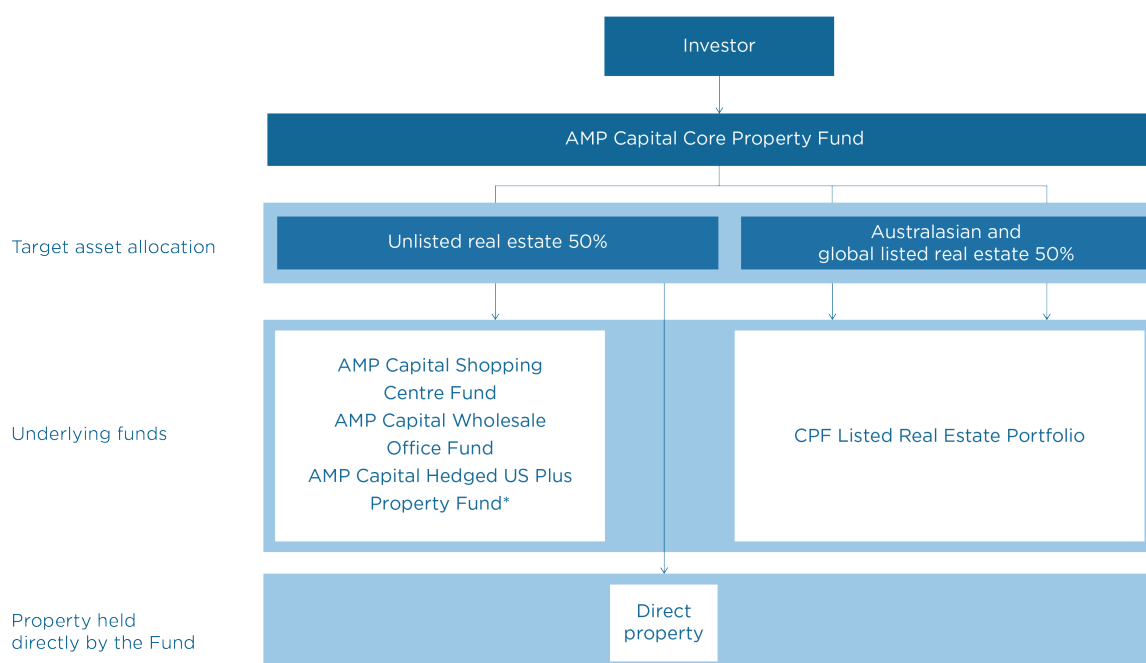 Investor
AMP Capital Core Property Fund
Target asset allocation
Unlisted real estate 50%
Australasian and
global listed real estate 50%
Underlying funds
AMP Capital Shopping
Centre Fund
AMP Capital Wholesale
Office Fund
AMP Capital Hedged US Plus
Property Fund*
CPF Listed Real Estate Portfolio
Property held
directly by the Fund
Direct
property